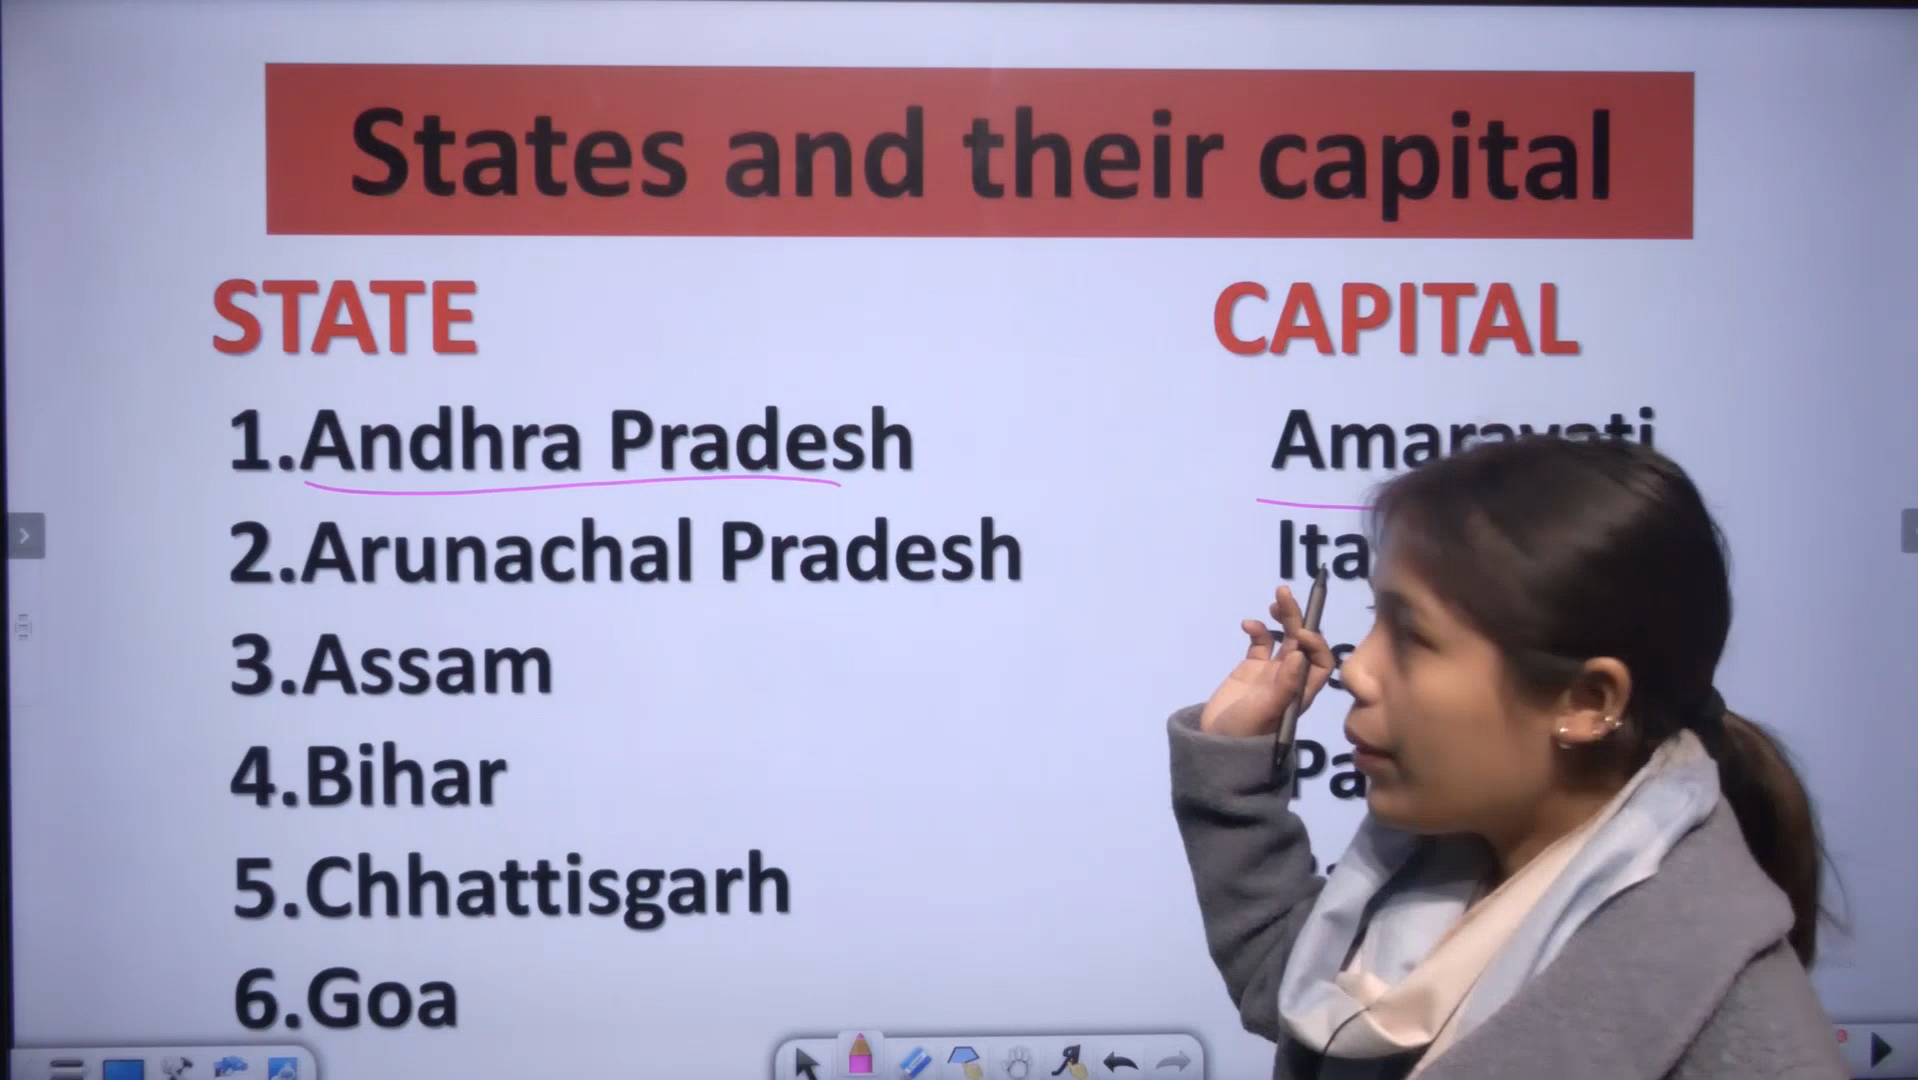 States and their capital
STATE CAPITAL
1.Andhra Pradesh Amaravati
2.Arunachal Pradesh
3.Assam
4.Bihar
5.Chhattisgarh
6.Goa